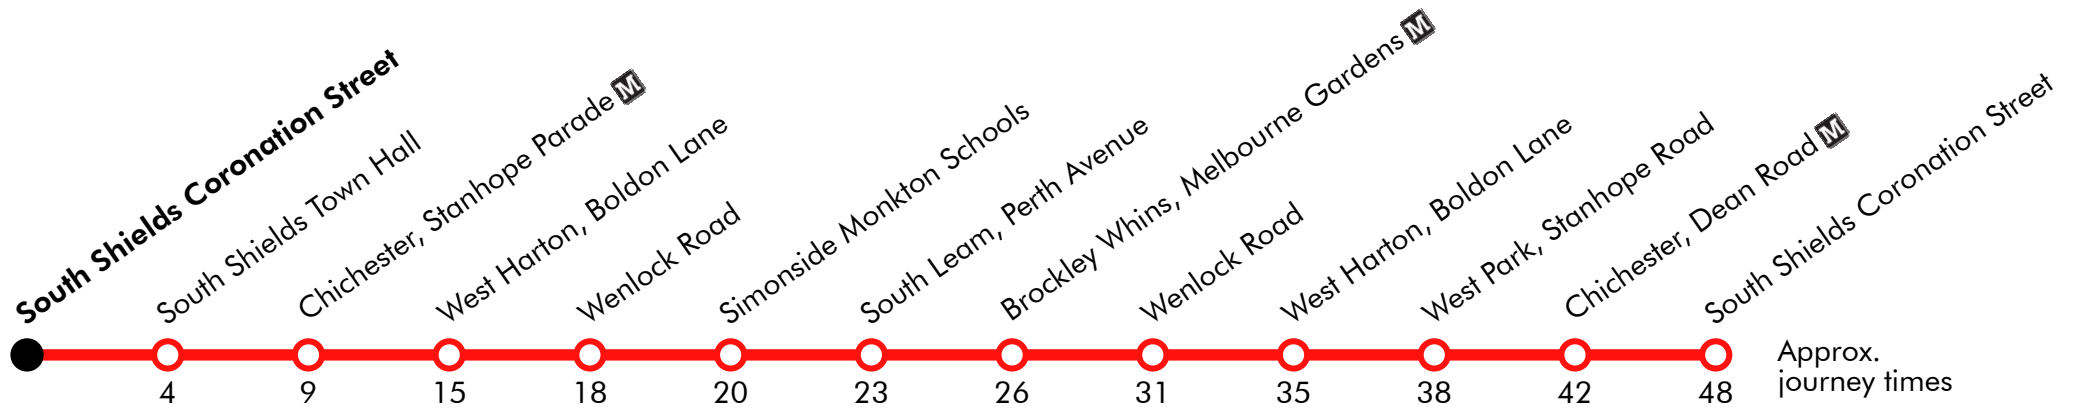 South Shields Coronation Street
South Shields Town Hall
Chichester, Stanhope Parade M
West Harton, Boldon Lane
Wenlock Road
Simonside Monkton Schools
South Leam, Perth Avenue
Brockley Whins, Melbourne Gardens M
Wenlock Road
West Harton, Boldon Lane
West Park, Stanhope Road
Chichester, Dean Road M
South Shields Coronation Street
4 9 15 18 20 23 26 31 35 38 42 48
Approx.
journey times